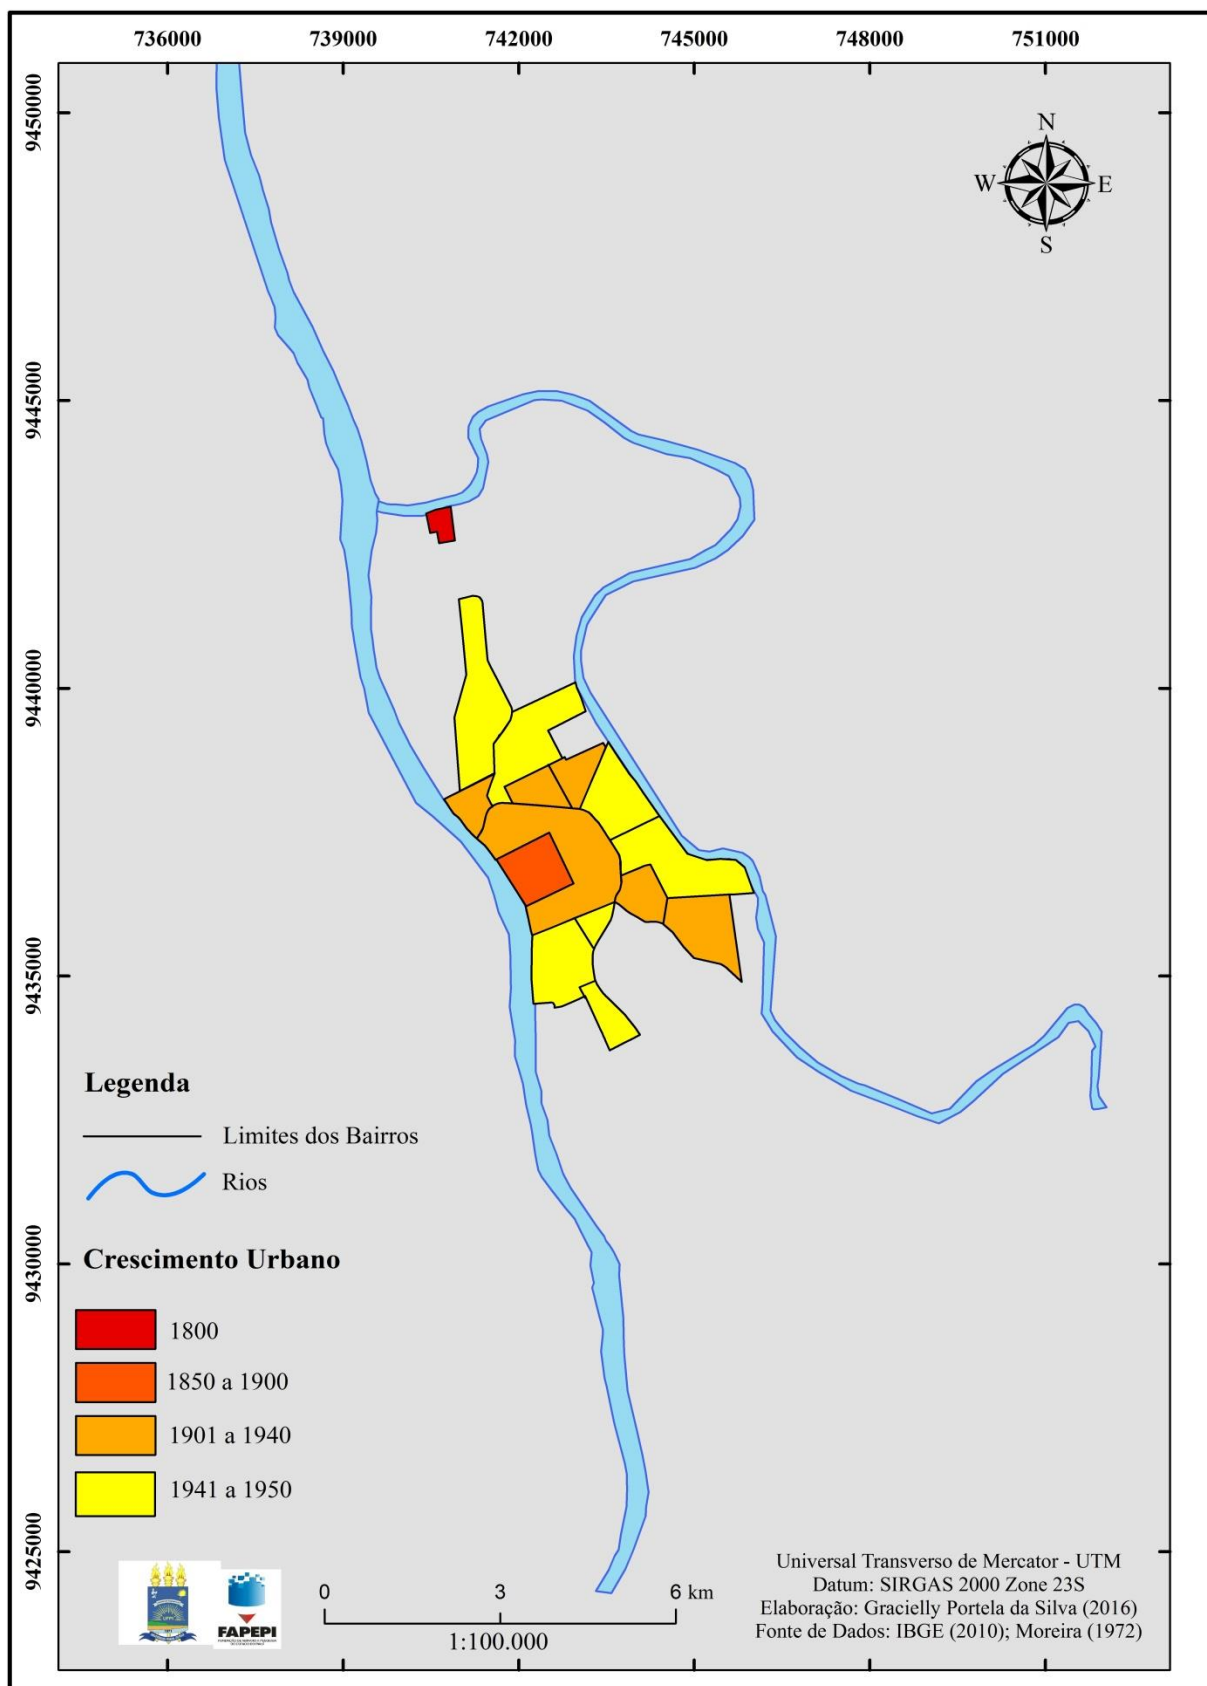 736000 739000 742000 745000 748000 751000
9450000
9445000
9440000
9435000
9430000
9425000
N
W E
S
Legenda
Limites dos Bairros
Rios
Crescimento Urbano
1800
1850 a 1900
1901 a 1940
1941 a 1950
FAPEPI
0 3 6 km
1:100.000
Universal Transverso de Mercator - UTM
Datum: SIRGAS 2000 Zone 23S
Elaboração: Gracielly Portela da Silva (2016)
Fonte de Dados: IBGE (2010); Moreira (1972)